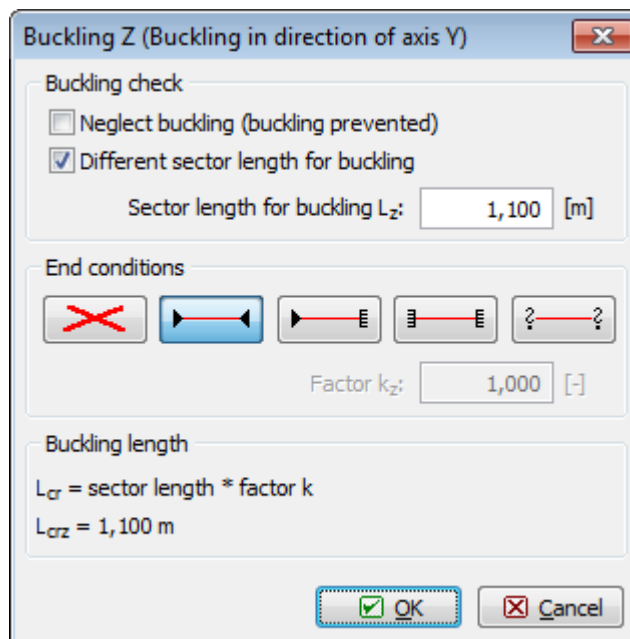 Buckling Z (Buckling in direction of axis Y)
Buckling check
Neglect buckling (buckling prevented)
Different sector length for buckling
Sector length for buckling Lz: 1,100 [m]
End conditions
Factor kz: 1,000 [-]
Buckling length
Lcr = sector length * factor k
Lcrz = 1,100 m
OK
Cancel